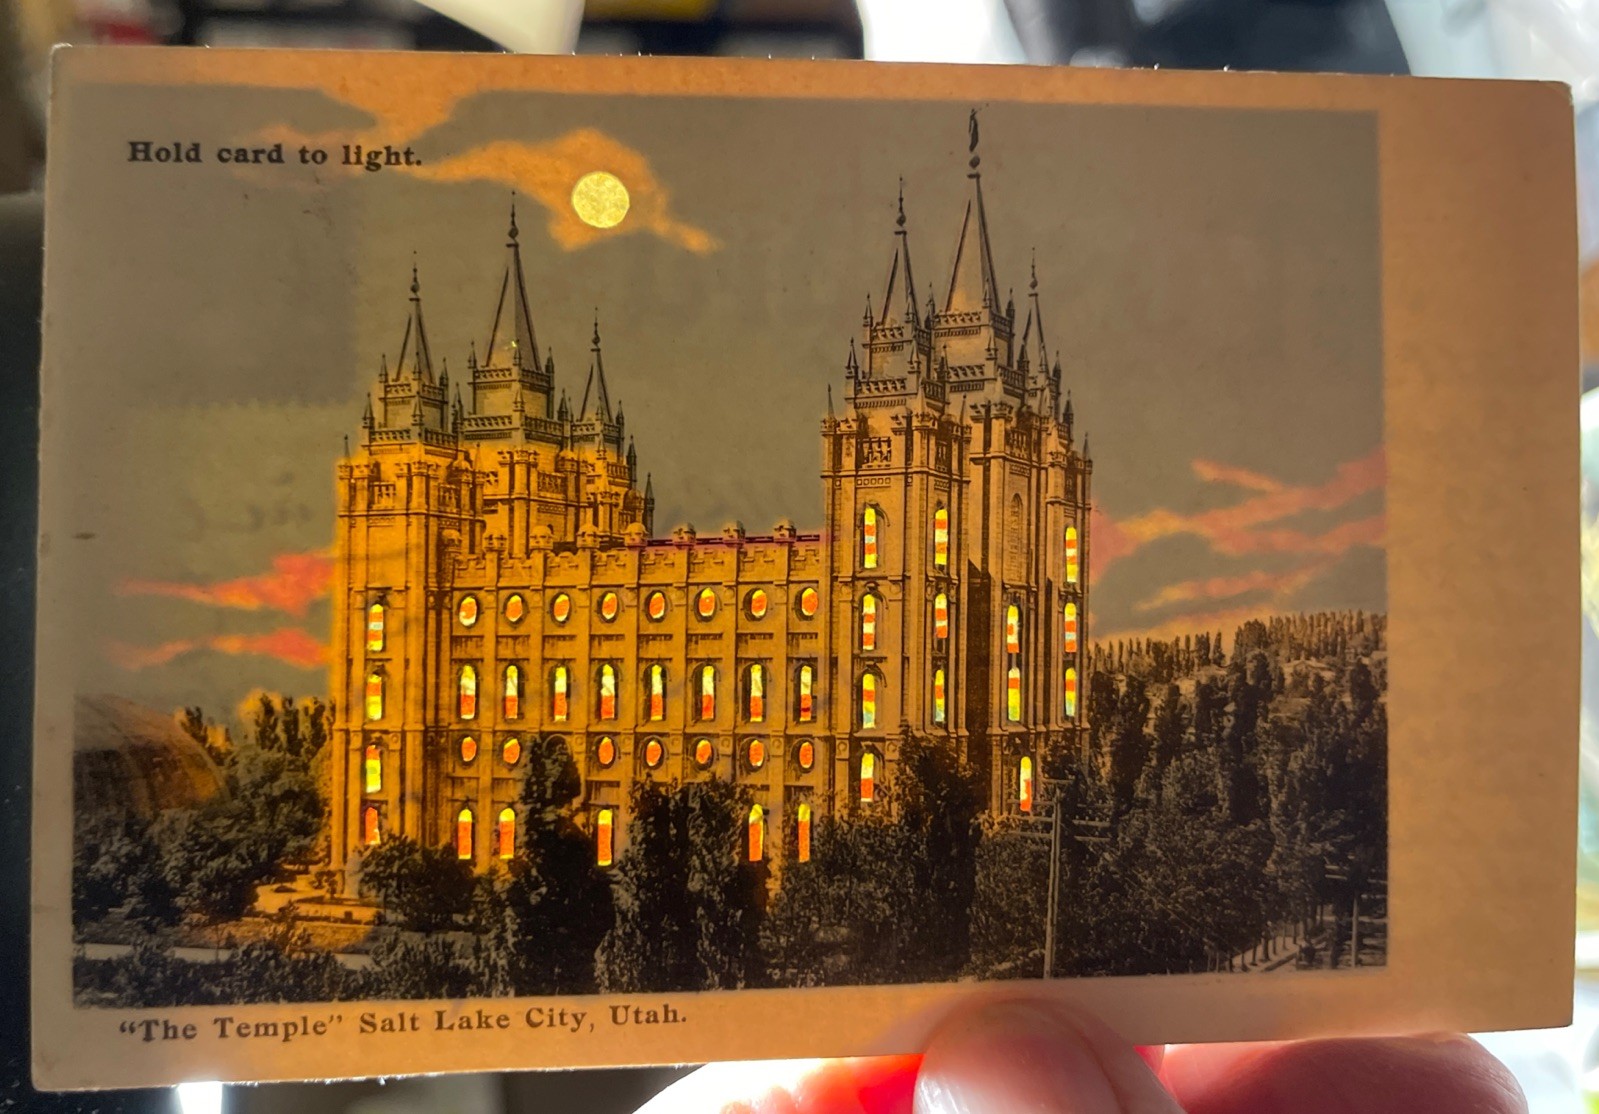 Hold card to light.
“The Temple” Salt Lake City, Utah.